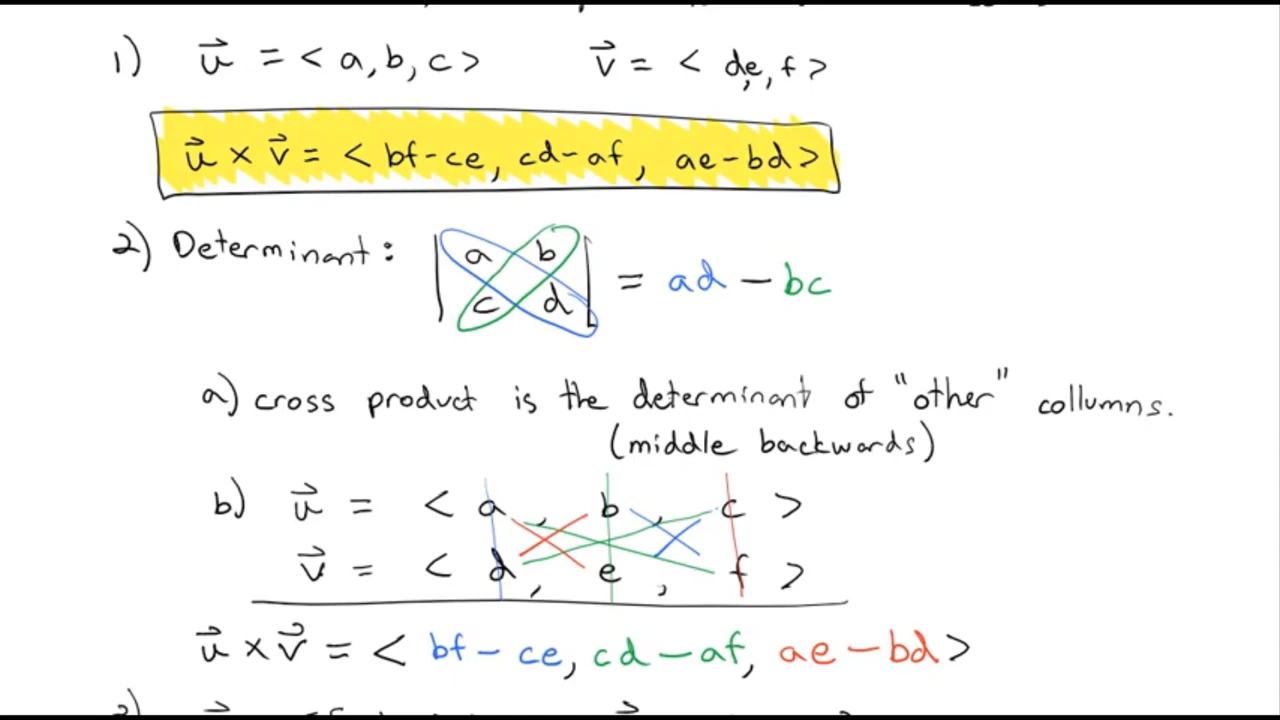 1) u⃗ = < a, b, c > v⃗ = < d, e, f >
u⃗ × v⃗ = < bf-ce, cd-af, ae-bd >
2) Determinant: | a b | = ad - bc
| c d |
a) cross product is the determinant of "other" collumns.
(middle backwards)
b) u⃗ = < a, b, c >
v⃗ = < d, e, f >
u⃗ × v⃗ = < bf - ce, cd - af, ae - bd >